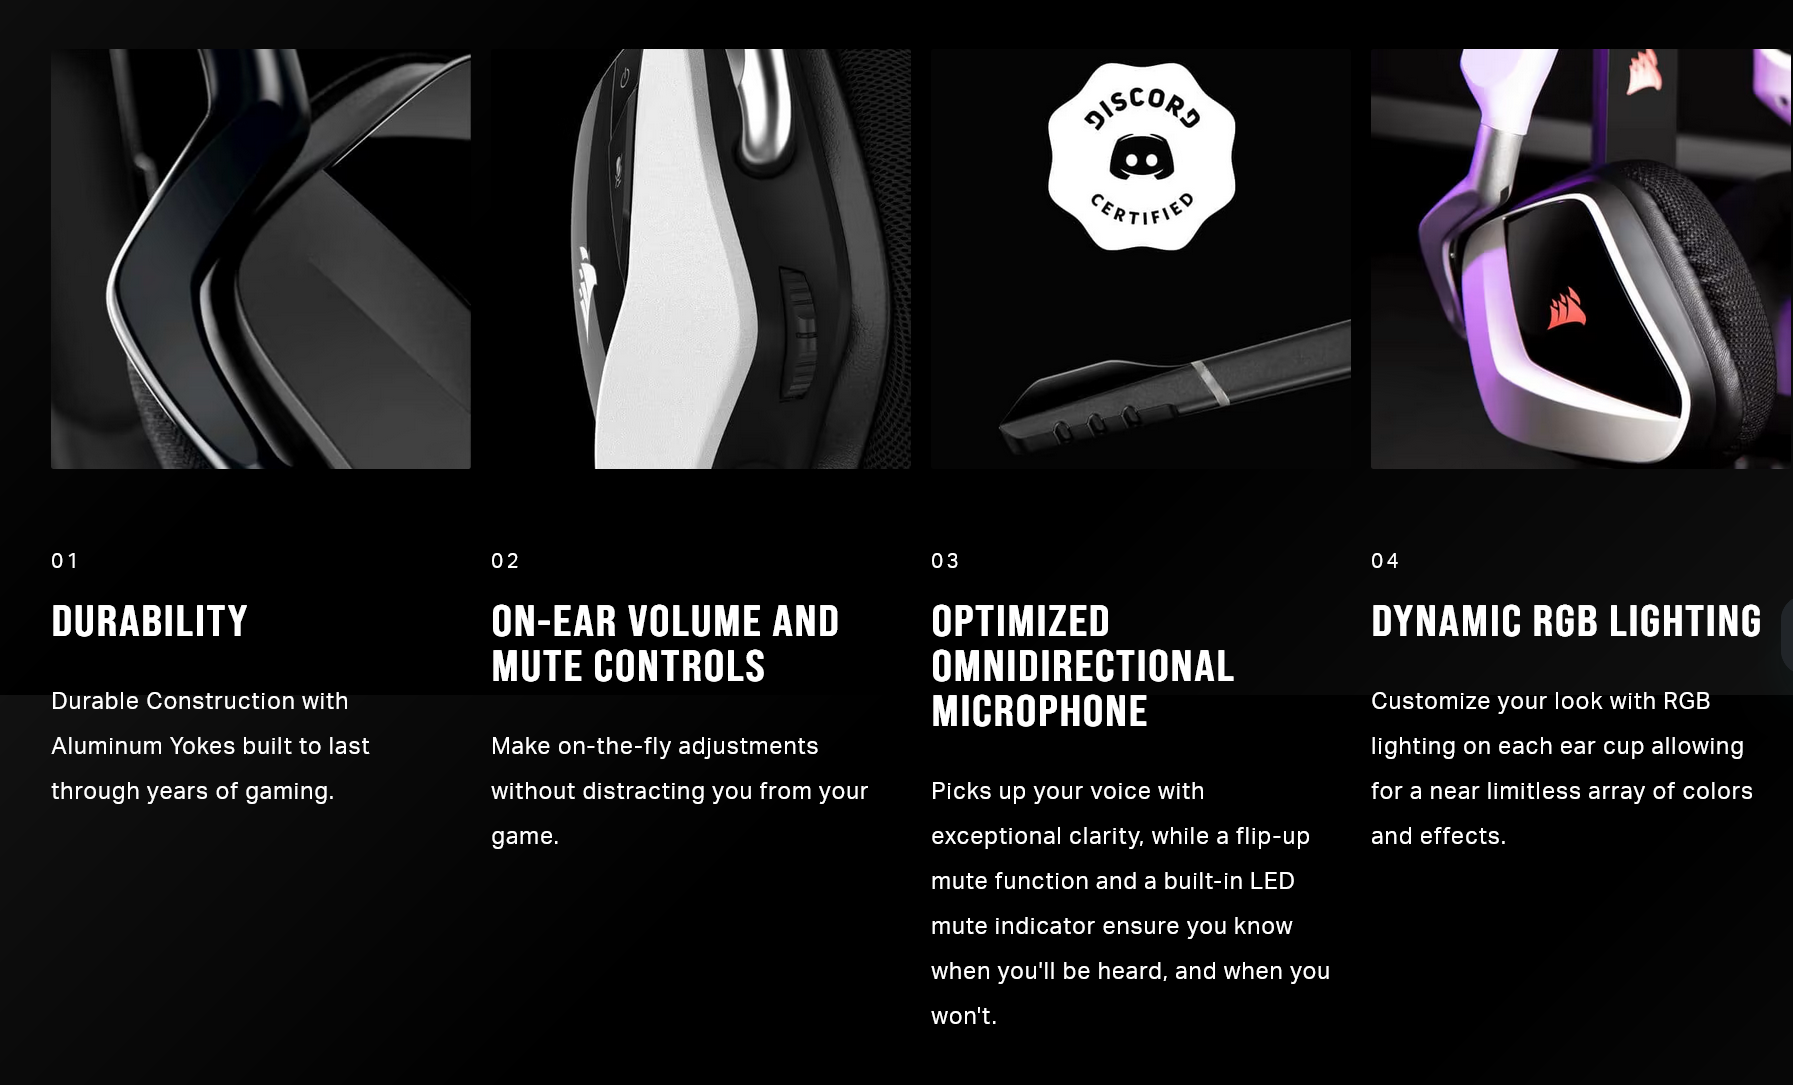 DISCORD
CERTIFIED
01
DURABILITY
Durable Construction with
Aluminum Yokes built to last
through years of gaming.
02
ON-EAR VOLUME AND
MUTE CONTROLS
Make on-the-fly adjustments
without distracting you from your
game.
03
OPTIMIZED
OMNIDIRECTIONAL
MICROPHONE
Picks up your voice with
exceptional clarity, while a flip-up
mute function and a built-in LED
mute indicator ensure you know
when you'll be heard, and when you
won't.
04
DYNAMIC RGB LIGHTING
Customize your look with RGB
lighting on each ear cup allowing
for a near limitless array of colors
and effects.